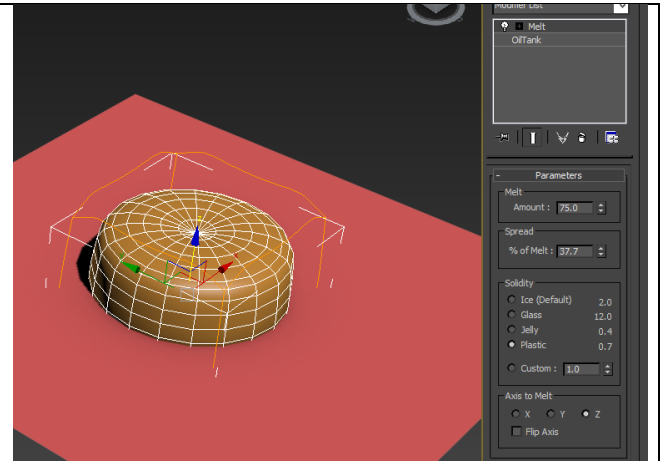 Modifier List
Melt
OilTank
- Parameters
Melt
Amount : 75.0
Spread
% of Melt : 37.7
Solidity
Ice (Default) 2.0
Glass 12.0
Jelly 0.4
Plastic 0.7
Custom : 1.0
Axis to Melt
X Y Z
Flip Axis
z